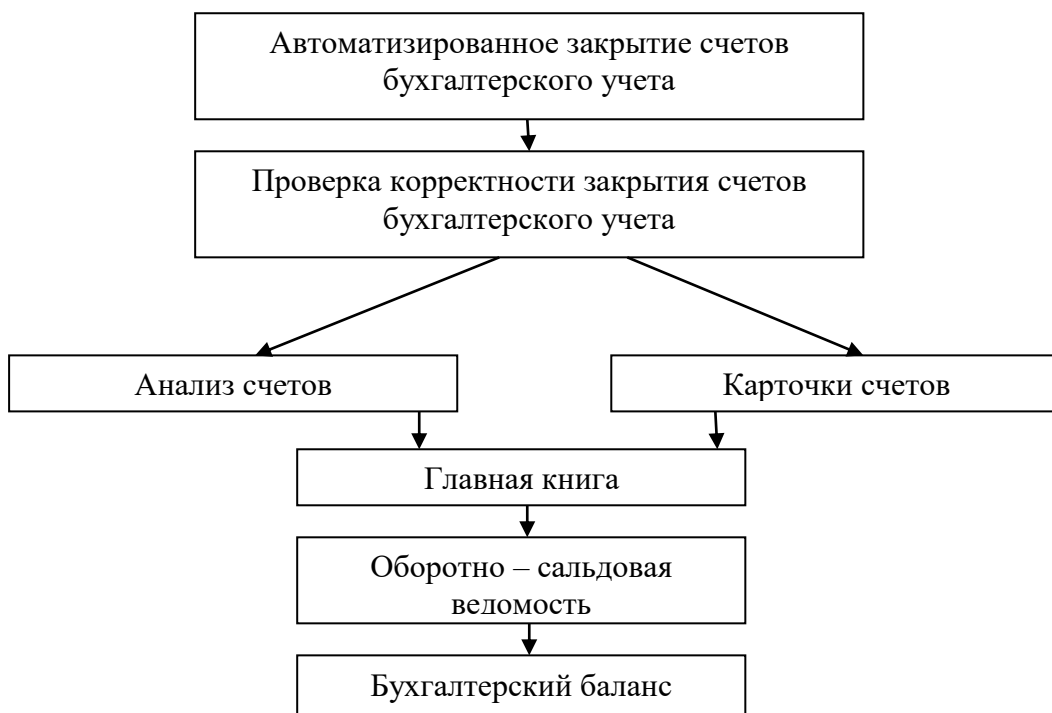 Автоматизированное закрытие счетов
бухгалтерского учета
Проверка корректности закрытия счетов
бухгалтерского учета
Анализ счетов
Карточки счетов
Главная книга
Оборотно – сальдовая
ведомость
Бухгалтерский баланс